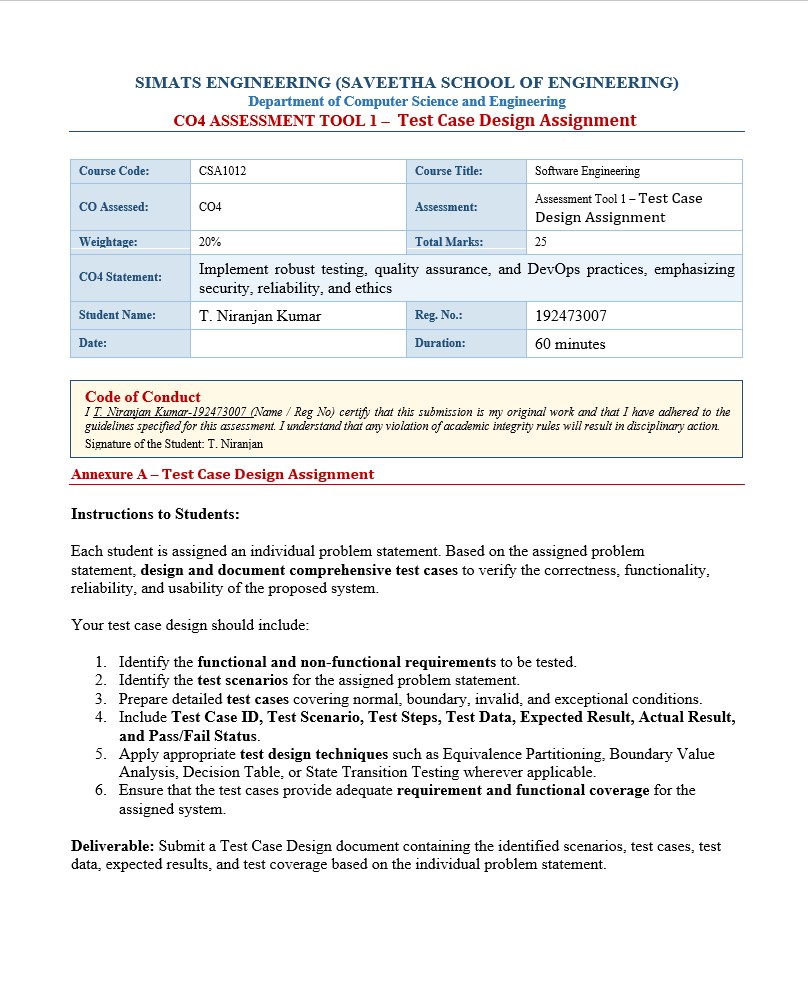 SIMATS ENGINEERING (SAVEETHA SCHOOL OF ENGINEERING)
Department of Computer Science and Engineering
CO4 ASSESSMENT TOOL 1 – Test Case Design Assignment
Course Code: CSA1012 Course Title: Software Engineering
CO Assessed: CO4 Assessment: Assessment Tool 1 – Test Case
Design Assignment
Weightage: 20% Total Marks: 25
CO4 Statement: Implement robust testing, quality assurance, and DevOps practices, emphasizing
security, reliability, and ethics
Student Name: T. Niranjan Kumar Reg. No.: 192473007
Date: Duration: 60 minutes
Code of Conduct
I T. Niranjan Kumar-192473007 (Name / Reg No) certify that this submission is my original work and that I have adhered to the
guidelines specified for this assessment. I understand that any violation of academic integrity rules will result in disciplinary action.
Signature of the Student: T. Niranjan
Annexure A – Test Case Design Assignment
Instructions to Students:
Each student is assigned an individual problem statement. Based on the assigned problem
statement, design and document comprehensive test cases to verify the correctness, functionality,
reliability, and usability of the proposed system.
Your test case design should include:
1. Identify the functional and non-functional requirements to be tested.
2. Identify the test scenarios for the assigned problem statement.
3. Prepare detailed test cases covering normal, boundary, invalid, and exceptional conditions.
4. Include Test Case ID, Test Scenario, Test Steps, Test Data, Expected Result, Actual Result,
and Pass/Fail Status.
5. Apply appropriate test design techniques such as Equivalence Partitioning, Boundary Value
Analysis, Decision Table, or State Transition Testing wherever applicable.
6. Ensure that the test cases provide adequate requirement and functional coverage for the
assigned system.
Deliverable: Submit a Test Case Design document containing the identified scenarios, test cases, test
data, expected results, and test coverage based on the individual problem statement.